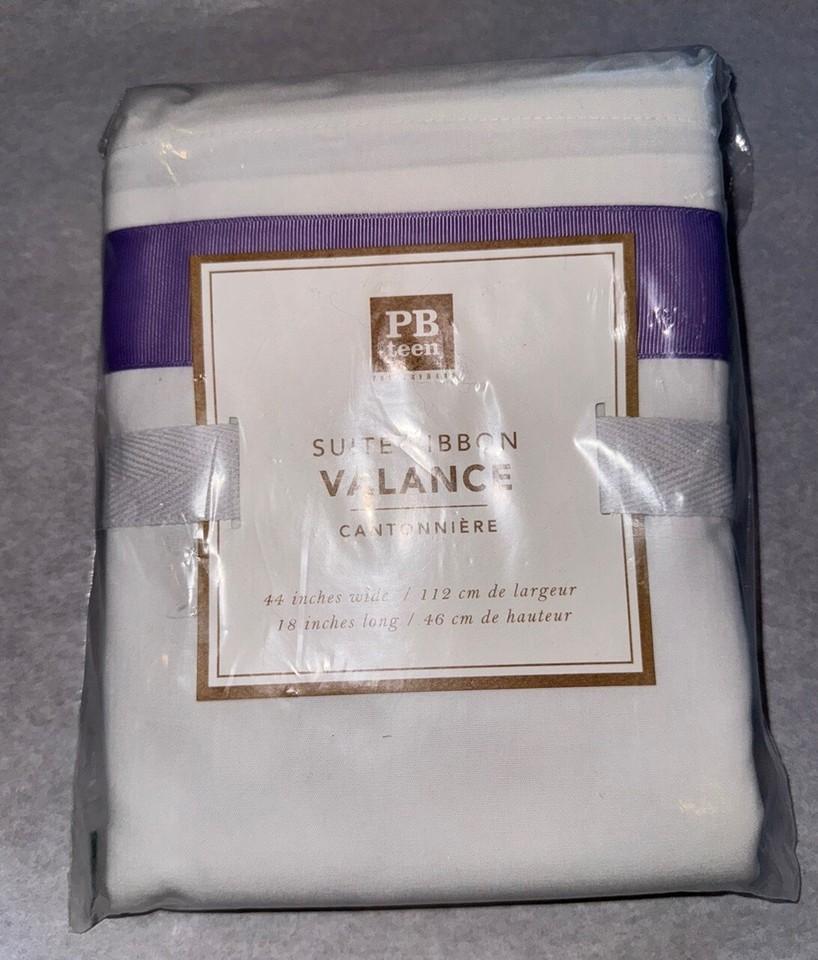 PB
teen
SUITE RIBBON
VALANCE
CANTONNIÈRE
44 inches wide / 112 cm de largeur
18 inches long / 46 cm de hauteur